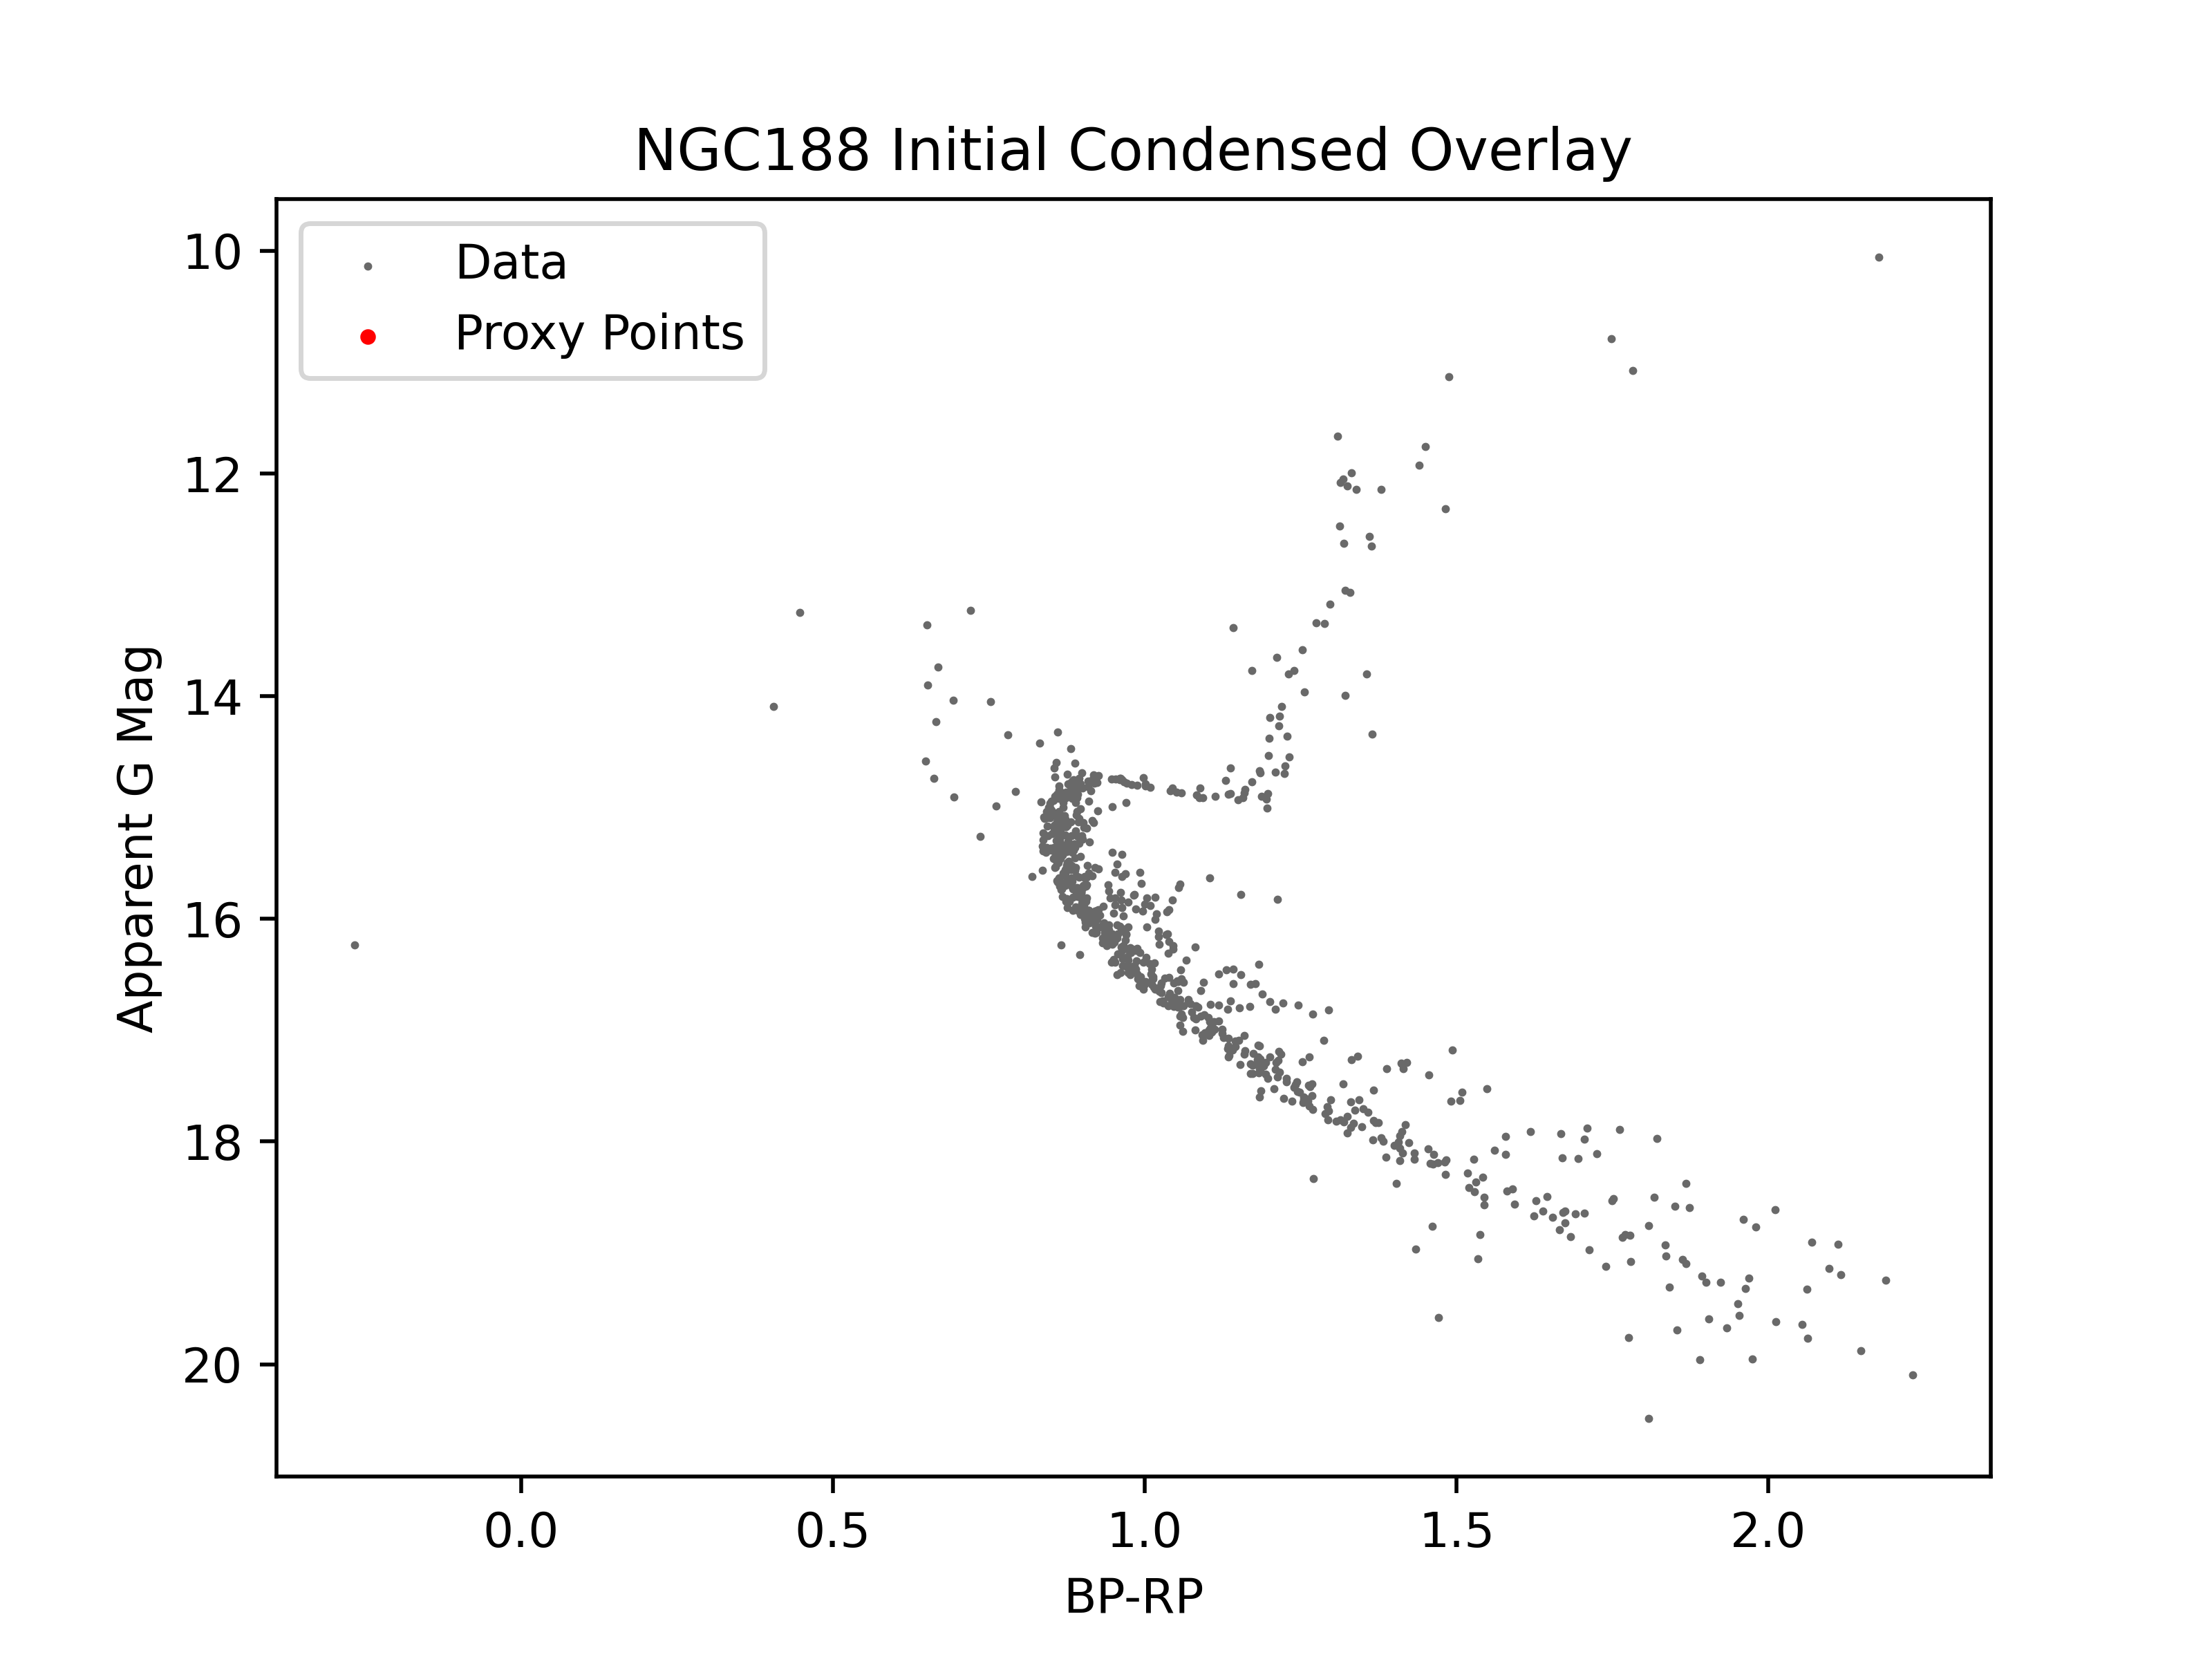 NGC188 Initial Condensed Overlay
Data
Proxy Points
10
12
14
16
18
20
Apparent G Mag
0.0 0.5 1.0 1.5 2.0
BP-RP